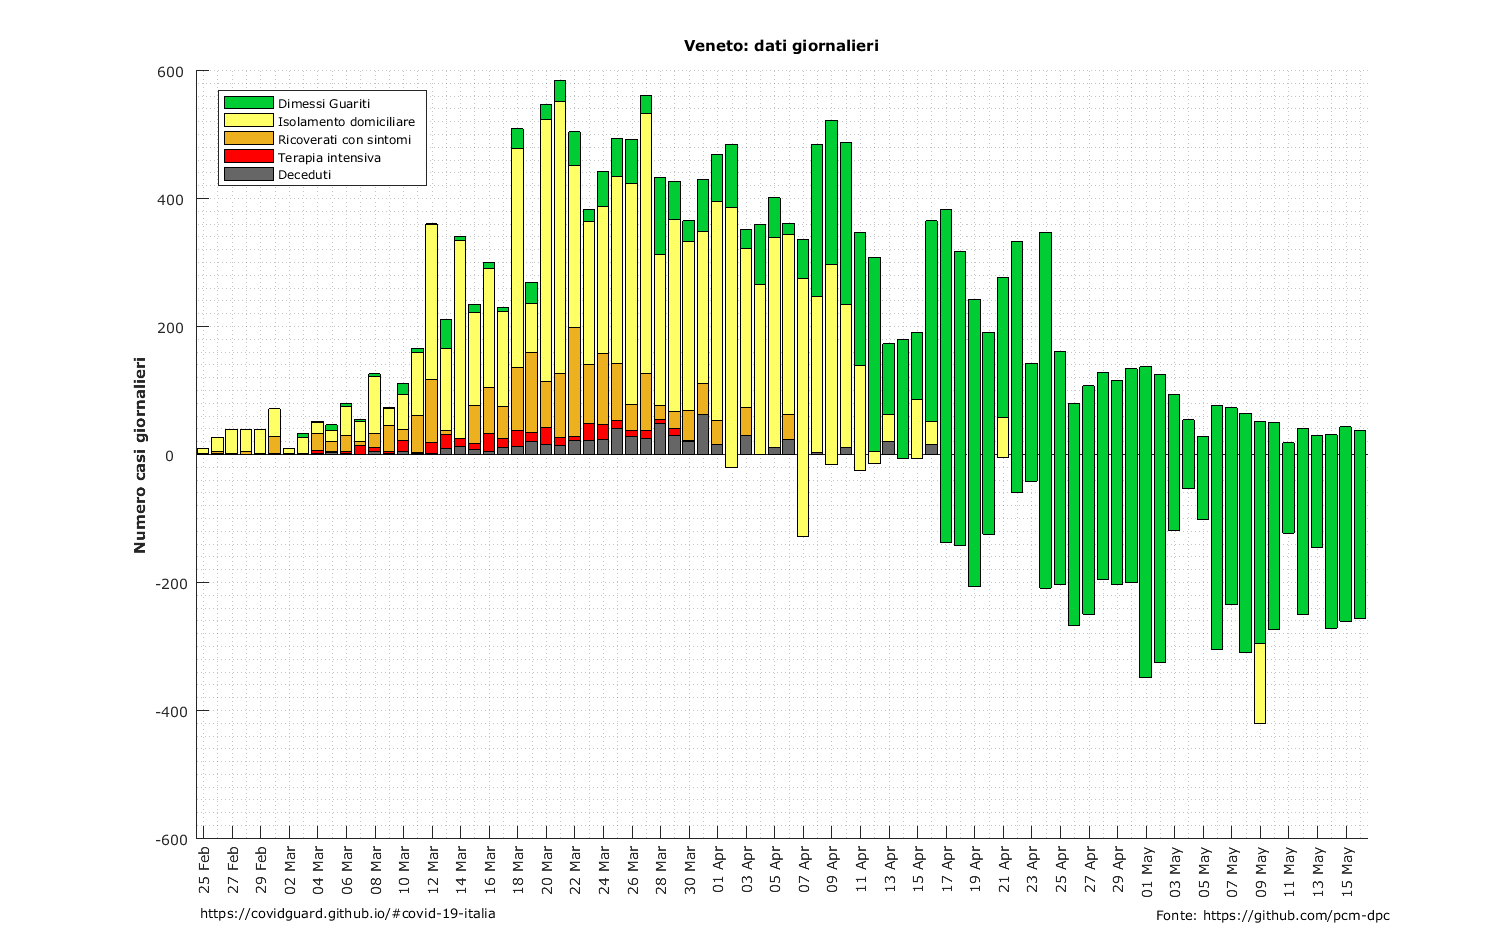 Veneto: dati giornalieri
600
400
200
0
-200
-400
-600
Numero casi giornalieri
Dimessi Guariti
Isolamento domiciliare
Ricoverati con sintomi
Terapia intensiva
Deceduti
25 Feb
27 Feb
29 Feb
02 Mar
04 Mar
06 Mar
08 Mar
10 Mar
12 Mar
14 Mar
16 Mar
18 Mar
20 Mar
22 Mar
24 Mar
26 Mar
28 Mar
30 Mar
01 Apr
03 Apr
05 Apr
07 Apr
09 Apr
11 Apr
13 Apr
15 Apr
17 Apr
19 Apr
21 Apr
23 Apr
25 Apr
27 Apr
29 Apr
01 May
03 May
05 May
07 May
09 May
11 May
13 May
15 May
https://covidguard.github.io/#covid-19-italia
Fonte: https://github.com/pcm-dpc